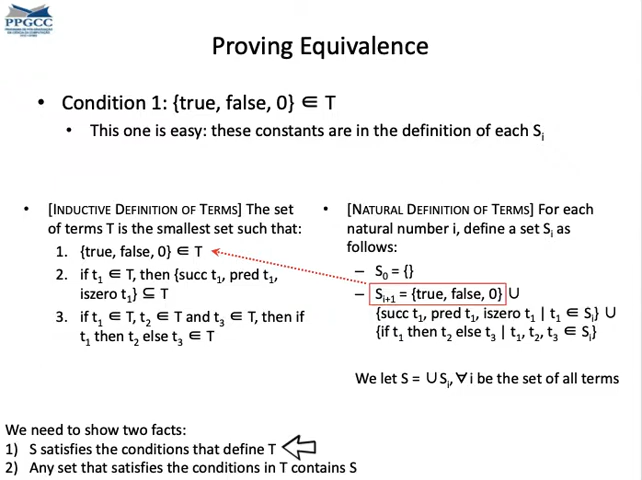 PPGCC
Proving Equivalence
• Condition 1: {true, false, 0} ∈ T
• This one is easy: these constants are in the definition of each Si
• [INDUCTIVE DEFINITION OF TERMS] The set
of terms T is the smallest set such that:
1. {true, false, 0} ∈ T
2. if t1 ∈ T, then {succ t1, pred t1,
iszero t1} ⊆ T
3. if t1 ∈ T, t2 ∈ T and t3 ∈ T, then if
t1 then t2 else t3 ∈ T
• [NATURAL DEFINITION OF TERMS] For each
natural number i, define a set Si as
follows:
– S0 = {}
– Si+1 = {true, false, 0} ∪
{succ t1, pred t1, iszero t1 | t1 ∈ Si} ∪
{if t1 then t2 else t3 | t1, t2, t3 ∈ Si}
We let S = ∪Si, ∀i be the set of all terms
We need to show two facts:
1) S satisfies the conditions that define T
2) Any set that satisfies the conditions in T contains S